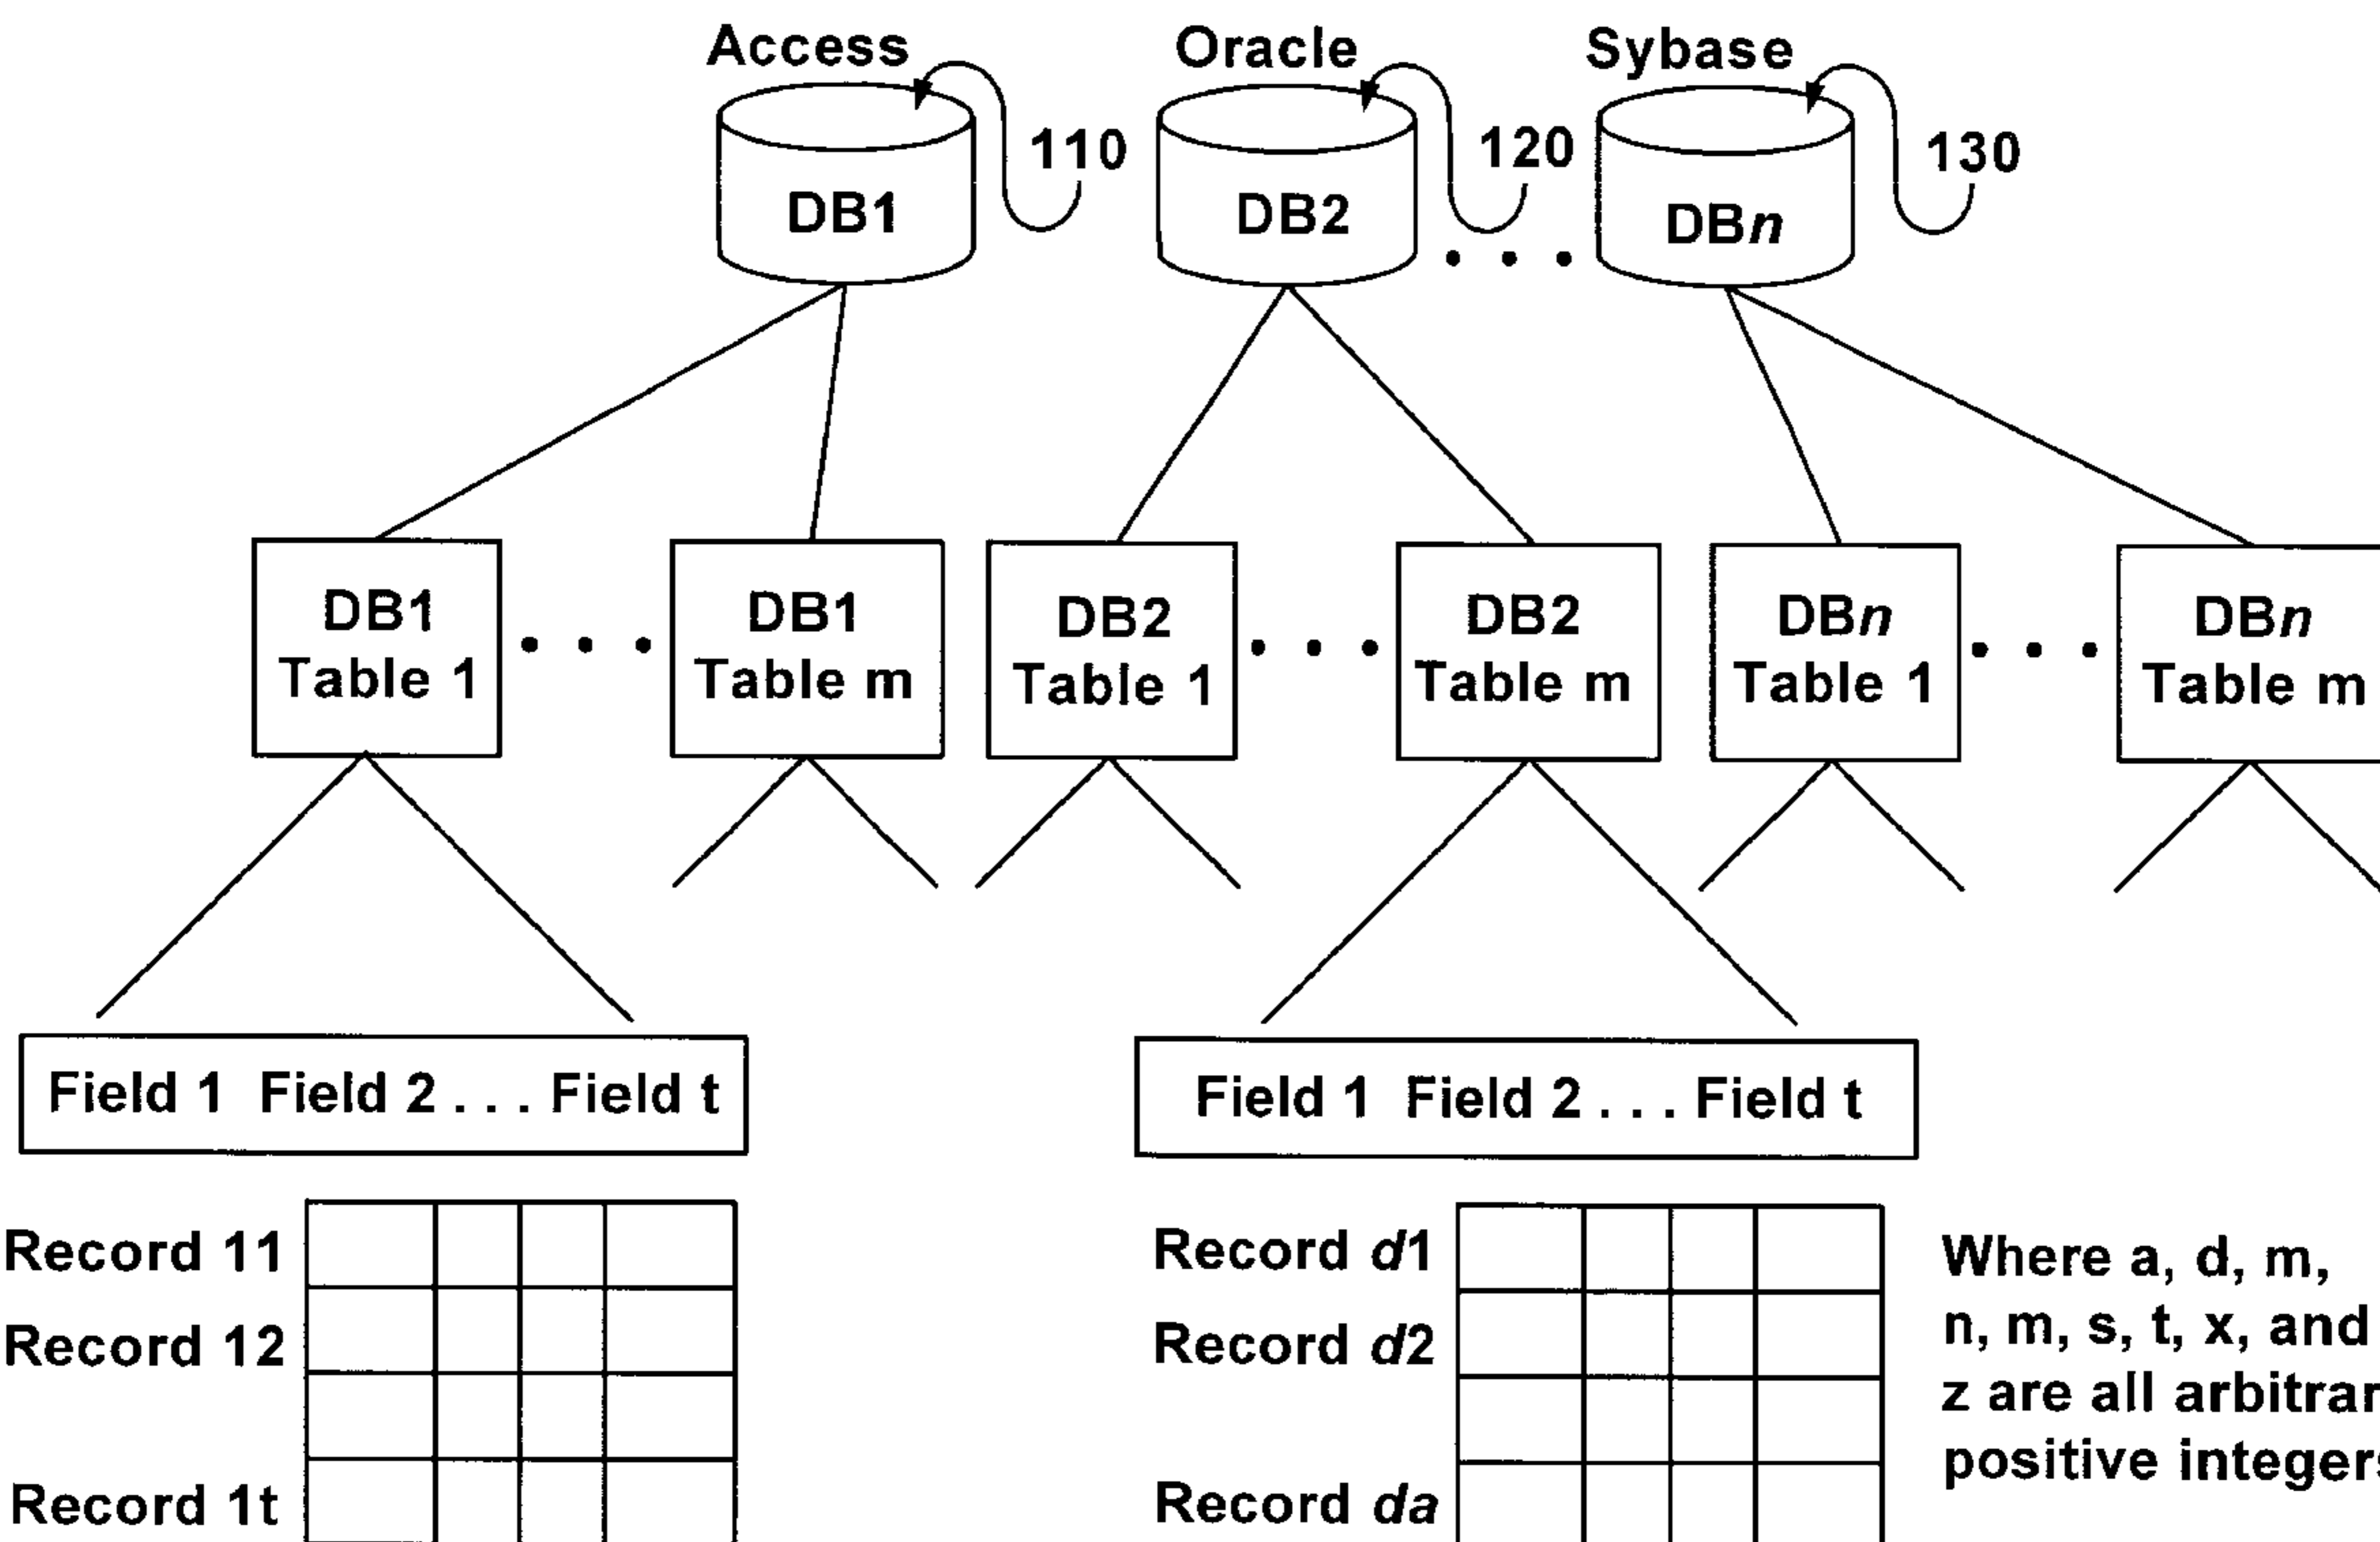 Access Oracle Sybase
110 120 130
DB1 DB2 DBn
. . .
DB1 DB1 DB2 DB2 DBn DBn
. . . . . . . . .
Table 1 Table m Table 1 Table m Table 1 Table m
Field 1 Field 2 . . . Field t
Field 1 Field 2 . . . Field t
Record 11
Record 12
Record 1t
Record d1
Record d2
Record da
Where a, d, m,
n, m, s, t, x, and
z are all arbitrar
positive integers